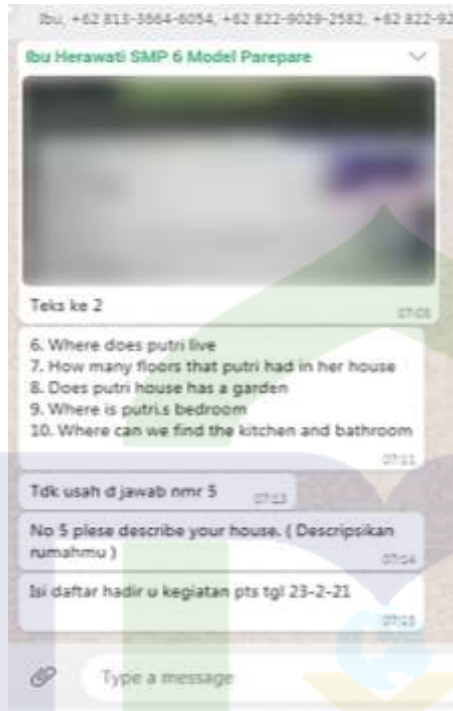 Ibu, +62 813-3664-6054, +62 822-9029-2582, +62 822-92
Ibu Herawati SMP 6 Model Parepare
Teks ke 2
07:05
6. Where does putri live
7. How many floors that putri had in her house
8. Does putri house has a garden
9. Where is putri.s bedroom
10. Where can we find the kitchen and bathroom
07:11
Tdk usah d jawab nmr 5
07:13
No 5 plese describe your house. ( Descripsikan
rumahmu )
07:14
Isi daftar hadir u kegiatan pts tgl 23-2-21
Type a message